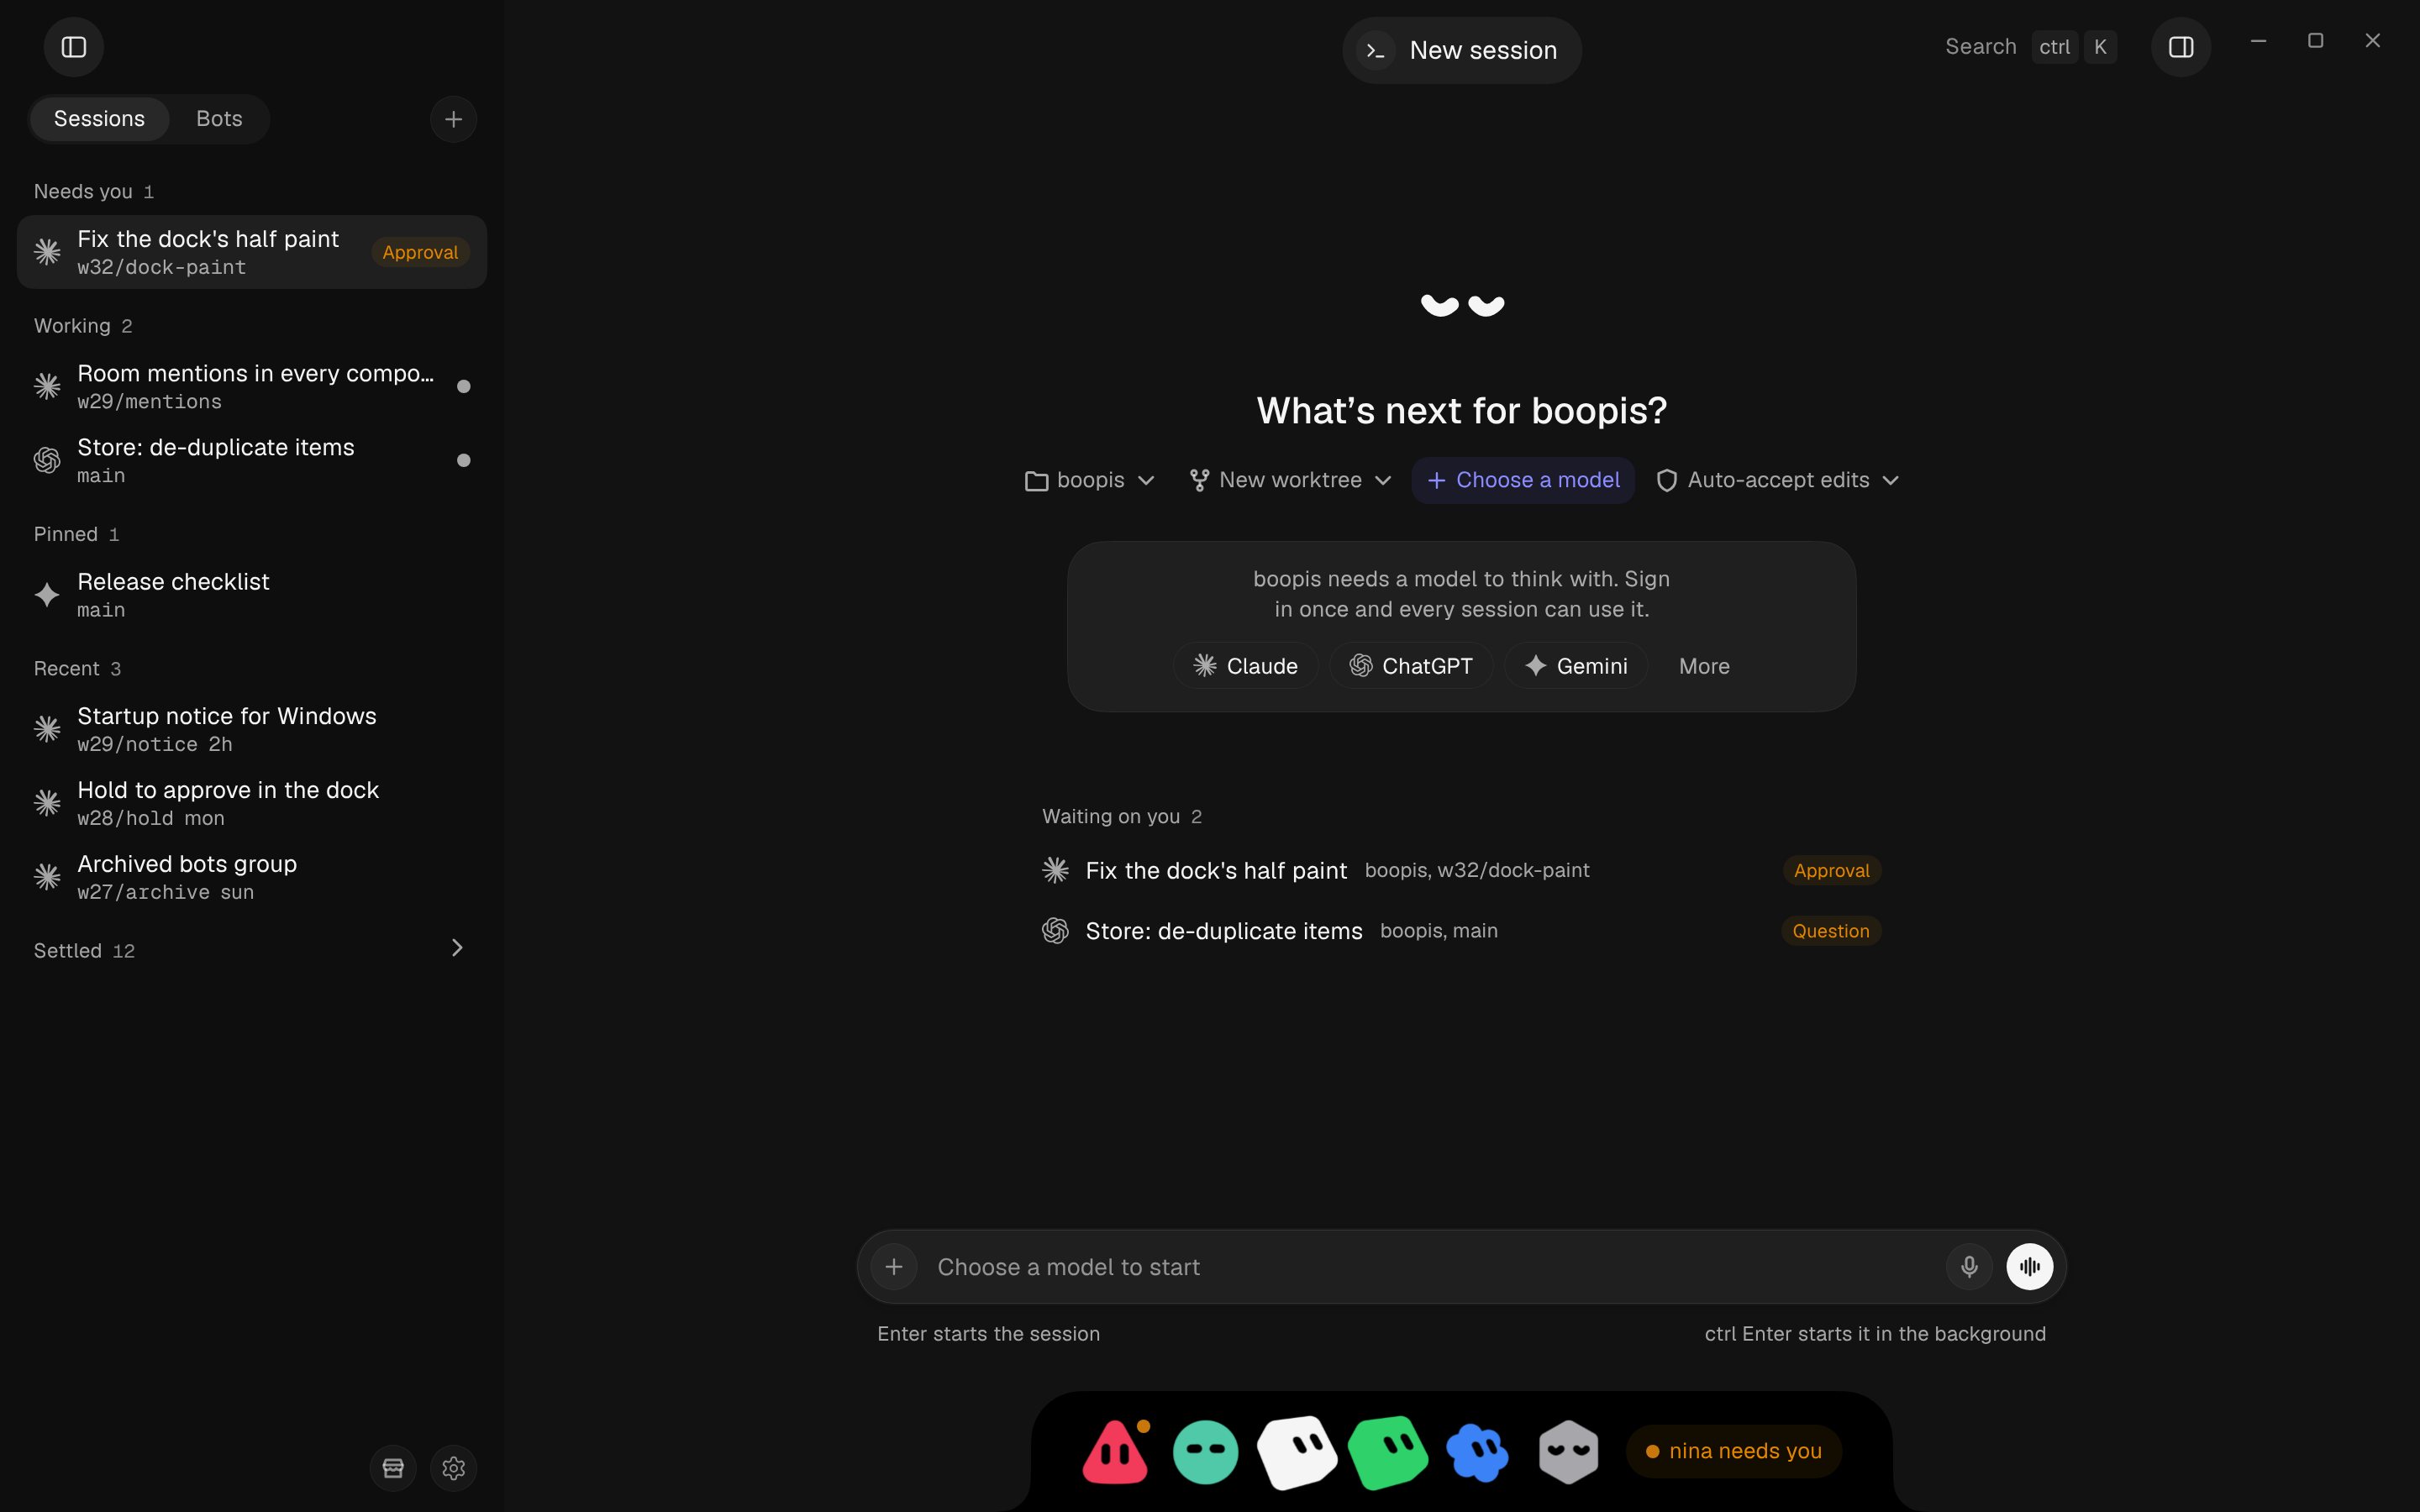 New session
Search ctrl K
Sessions Bots
Needs you 1
Fix the dock's half paint
w32/dock-paint
Approval
Working 2
Room mentions in every compo…
w29/mentions
Store: de-duplicate items
main
Pinned 1
Release checklist
main
Recent 3
Startup notice for Windows
w29/notice 2h
Hold to approve in the dock
w28/hold mon
Archived bots group
w27/archive sun
Settled 12
What’s next for boopis?
boopis New worktree Choose a model Auto-accept edits
boopis needs a model to think with. Sign
in once and every session can use it.
Claude ChatGPT Gemini More
Waiting on you 2
Fix the dock's half paint boopis, w32/dock-paint Approval
Store: de-duplicate items boopis, main Question
Choose a model to start
Enter starts the session ctrl Enter starts it in the background
nina needs you